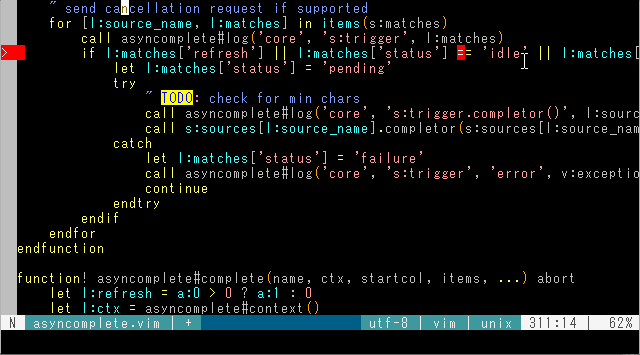 " send cancellation request if supported
for [l:source_name, l:matches] in items(s:matches)
call asyncomplete#log('core', 's:trigger', l:matches)
> if l:matches['refresh'] || l:matches['status'] == 'idle' || l:matches[
let l:matches['status'] = 'pending'
try
" TODO: check for min chars
call asyncomplete#log('core', 's:trigger.completor()', l:sourc
call s:sources[l:source_name].completor(s:sources[l:source_nam
catch
let l:matches['status'] = 'failure'
call asyncomplete#log('core', 's:trigger', 'error', v:exceptio
continue
endtry
endif
endfor
endfunction
function! asyncomplete#complete(name, ctx, startcol, items, ...) abort
let l:refresh = a:0 > 0 ? a:1 : 0
let l:ctx = asyncomplete#context()
N | asyncomplete.vim | + utf-8 | vim | unix 311:14 | 62%